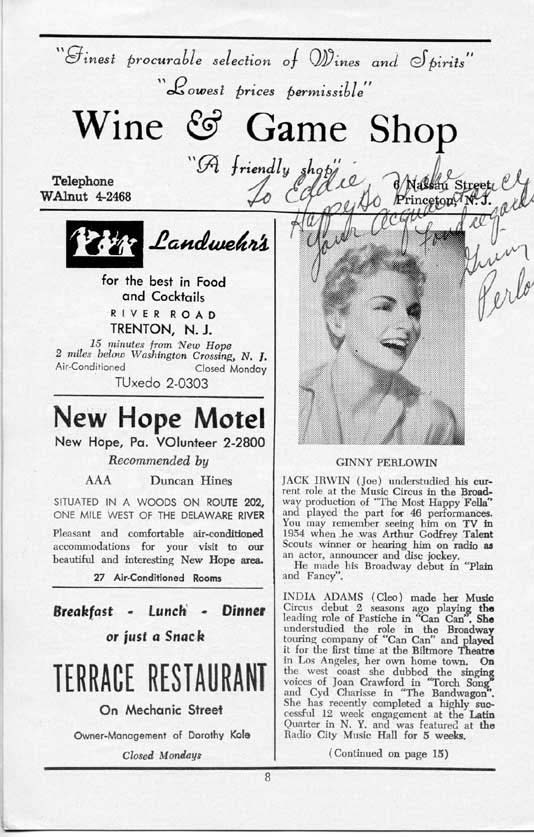 "Finest procurable selection of Wines and Spirits"
"Lowest prices permissible"
Wine & Game Shop
"A friendly shop"
Telephone
WAlnut 4-2468
6 Nassau Street
Princeton, N. J.
To Eddie
Happy to Make
Your Acquaintance
Fond regards
Ginny
Landwehr's
for the best in Food
and Cocktails
RIVER ROAD
TRENTON, N. J.
15 minutes from New Hope
2 miles below Washington Crossing, N. J.
Air-Conditioned Closed Monday
TUxedo 2-0303
New Hope Motel
New Hope, Pa. VOlunteer 2-2800
Recommended by
AAA Duncan Hines
SITUATED IN A WOODS ON ROUTE 202,
ONE MILE WEST OF THE DELAWARE RIVER
Pleasant and comfortable air-conditioned
accommodations for your visit to our
beautiful and interesting New Hope area.
27 Air-Conditioned Rooms
Breakfast - Lunch - Dinner
or just a Snack
TERRACE RESTAURANT
On Mechanic Street
Owner-Management of Dorothy Kole
Closed Mondays
GINNY PERLOWIN
JACK IRWIN (Joe) understudied his cur-
rent role at the Music Circus in the Broad-
way production of "The Most Happy Fella"
and played the part for 46 performances.
You may remember seeing him on TV in
1954 when he was Arthur Godfrey Talent
Scouts winner or hearing him on radio as
an actor, announcer and disc jockey.
He made his Broadway debut in "Plain
and Fancy".
INDIA ADAMS (Cleo) made her Music
Circus debut 2 seasons ago playing the
leading role of Pastiche in "Can Can". She
understudied the role in the Broadway
touring company of "Can Can" and played
it for the first time at the Biltmore Theatre
in Los Angeles, her own home town. On
the west coast she dubbed the singing
voices of Joan Crawford in "Torch Song"
and Cyd Charisse in "The Bandwagon".
She has recently completed a highly suc-
cessful 12 week engagement at the Latin
Quarter in N. Y. and was featured at the
Radio City Music Hall for 5 weeks.
(Continued on page 15)
8